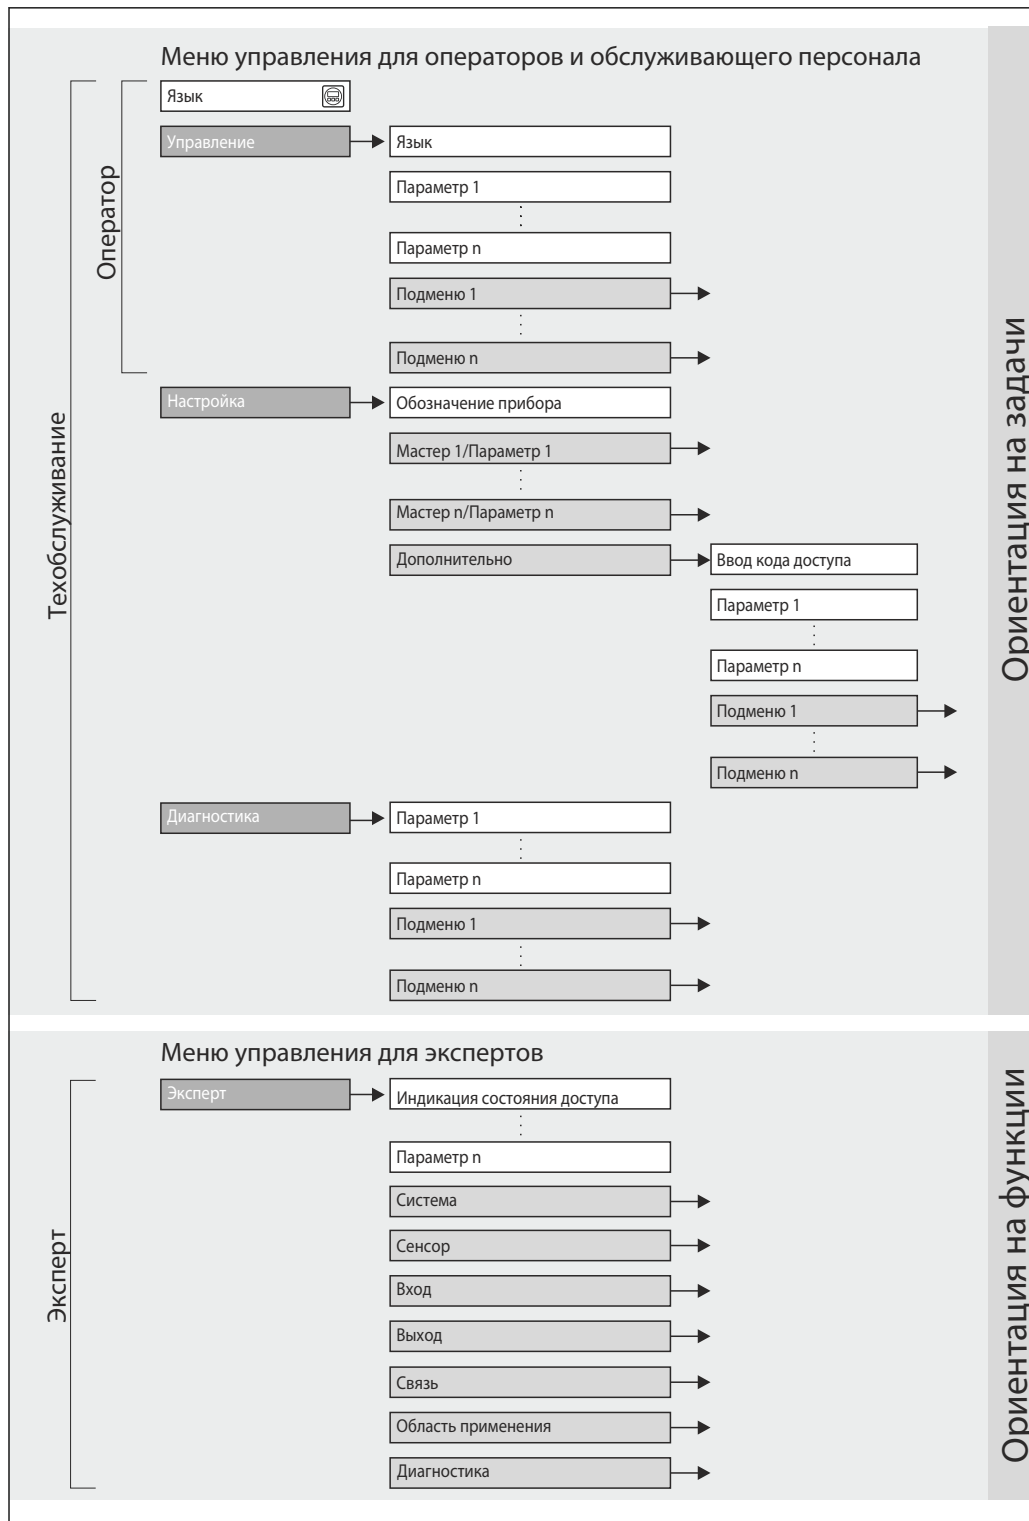 Меню управления для операторов и обслуживающего персонала
Язык
Управление
Язык
Параметр 1
Параметр n
Подменю 1
Подменю n
Оператор
Настройка
Обозначение прибора
Мастер 1/Параметр 1
Мастер n/Параметр n
Дополнительно
Ввод кода доступа
Параметр 1
Параметр n
Подменю 1
Подменю n
Диагностика
Параметр 1
Параметр n
Подменю 1
Подменю n
Техобслуживание
Ориентация на задачи
Меню управления для экспертов
Эксперт
Индикация состояния доступа
Параметр n
Система
Сенсор
Вход
Выход
Связь
Область применения
Диагностика
Эксперт
Ориентация на функции